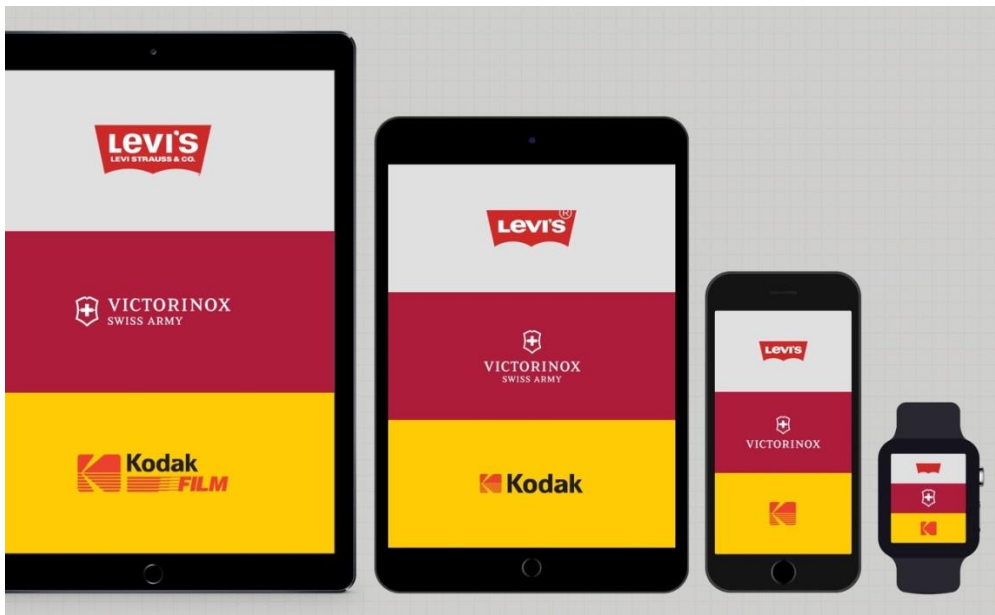 LEVI'S
LEVI STRAUSS & CO.
VICTORINOX
SWISS ARMY
Kodak
FILM
LEVI'S®
VICTORINOX
SWISS ARMY
Kodak
LEVI'S
VICTORINOX